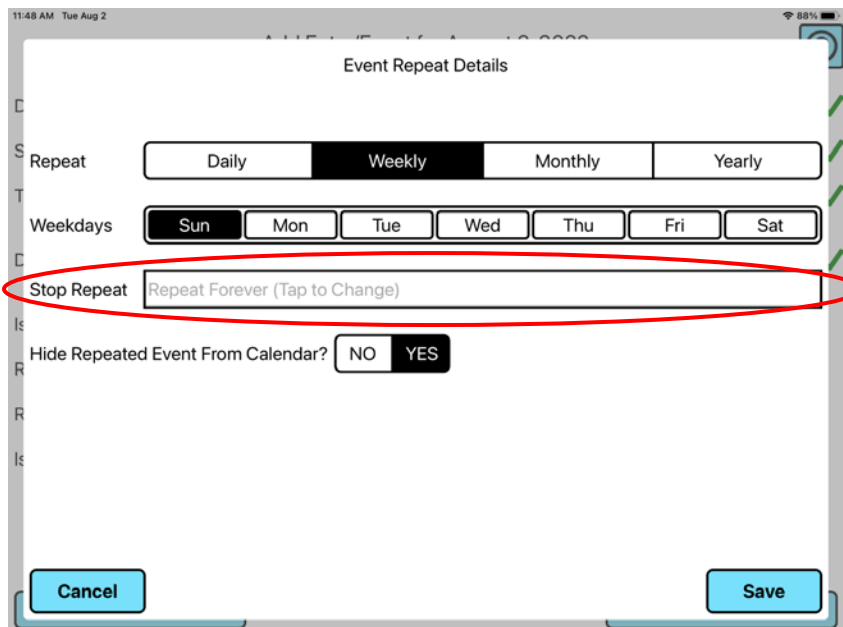 11:48 AM Tue Aug 2 88%
Event Repeat Details
Repeat Daily Weekly Monthly Yearly
Weekdays Sun Mon Tue Wed Thu Fri Sat
Stop Repeat Repeat Forever (Tap to Change)
Hide Repeated Event From Calendar? NO YES
Cancel Save